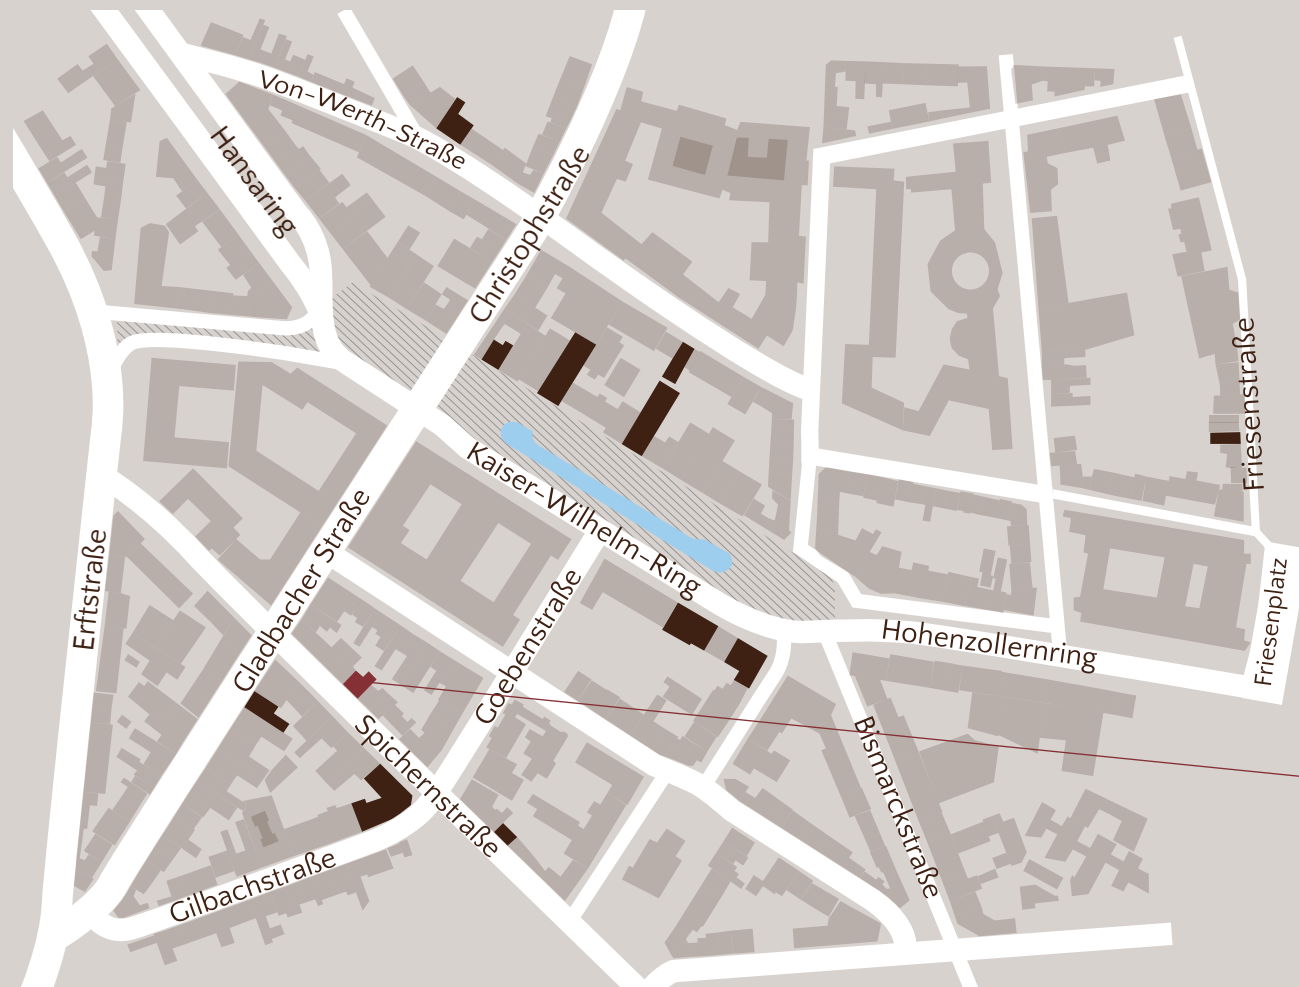 Von-Werth-Straße
Hansaring
Christophstraße
Friesenstraße
Kaiser-Wilhelm-Ring
Erftstraße
Gladbacher Straße
Goebenstraße
Friesenplatz
Hohenzollernring
Spichernstraße
Bismarckstraße
Gilbachstraße